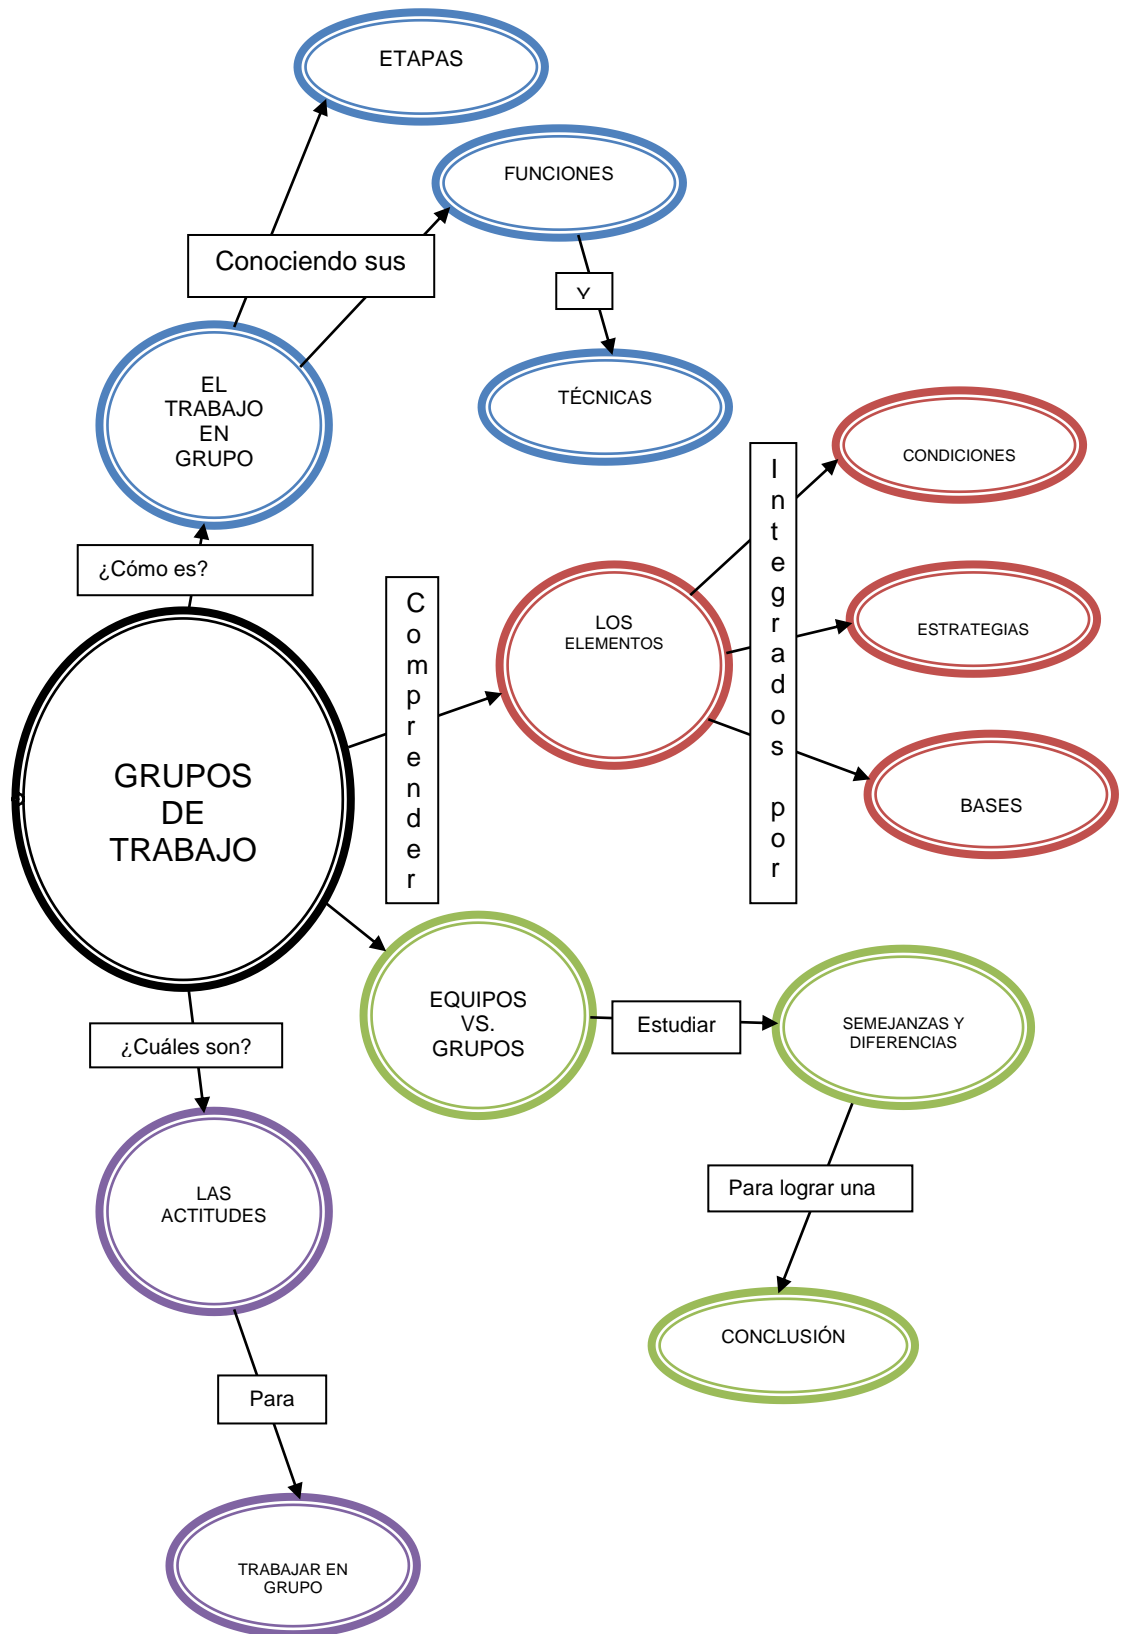 ETAPAS
FUNCIONES
Conociendo sus
Y
EL
TRABAJO
EN
GRUPO
TÉCNICAS
CONDICIONES
Integrados por
¿Cómo es?
Comprender
LOS
ELEMENTOS
ESTRATEGIAS
GRUPOS
DE
TRABAJO
BASES
EQUIPOS
VS.
GRUPOS
Estudiar
SEMEJANZAS Y
DIFERENCIAS
¿Cuáles son?
LAS
ACTITUDES
Para lograr una
CONCLUSIÓN
Para
TRABAJAR EN
GRUPO